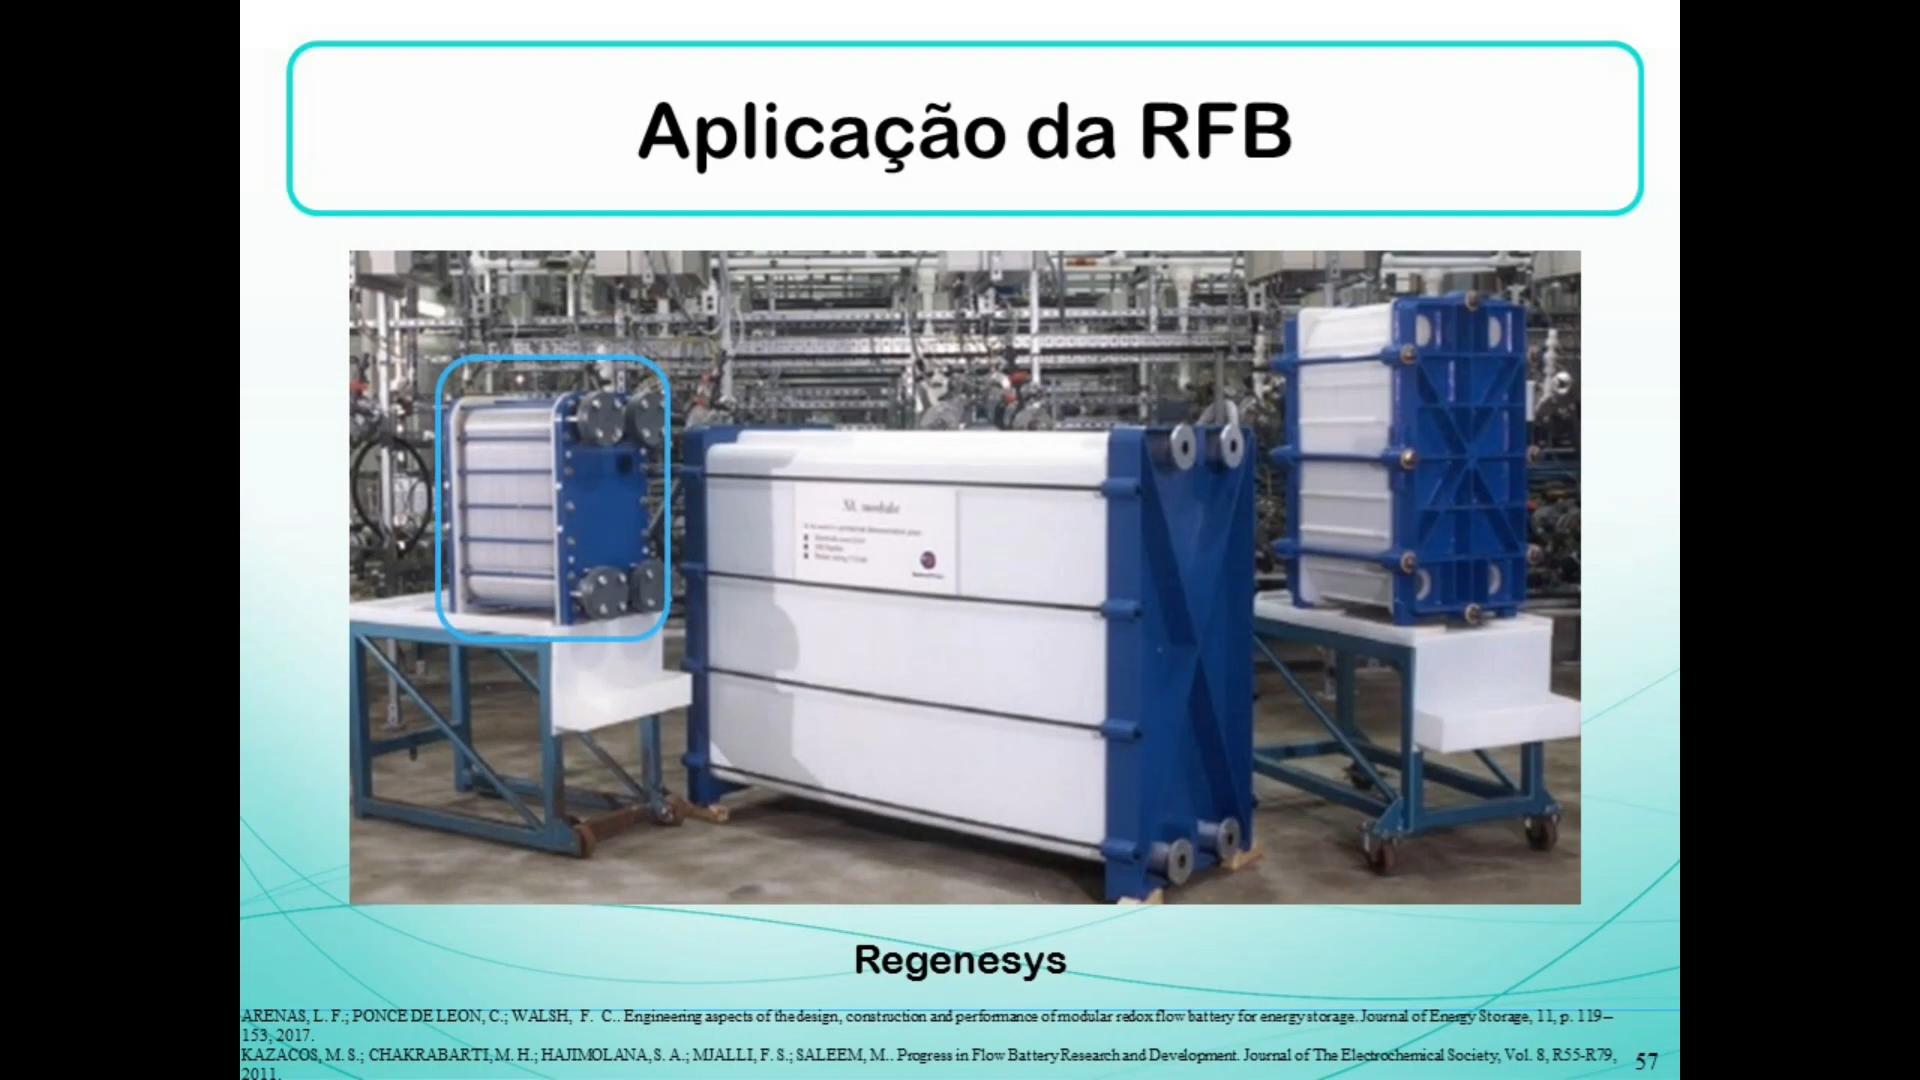 Aplicação da RFB
XL module
Regenesys
ARENAS, L. F.; PONCE DE LEON, C.; WALSH, F. C.. Engineering aspects of the design, construction and performance of modular redox flow battery for energy storage. Journal of Energy Storage, 11, p. 119–
153, 2017.
KAZACOS, M. S.; CHAKRABARTI, M. H.; HAJIMOLANA, S. A.; MJALLI, F. S.; SALEEM, M.. Progress in Flow Battery Research and Development. Journal of The Electrochemical Society, Vol. 8, R55-R79,
2011.
57